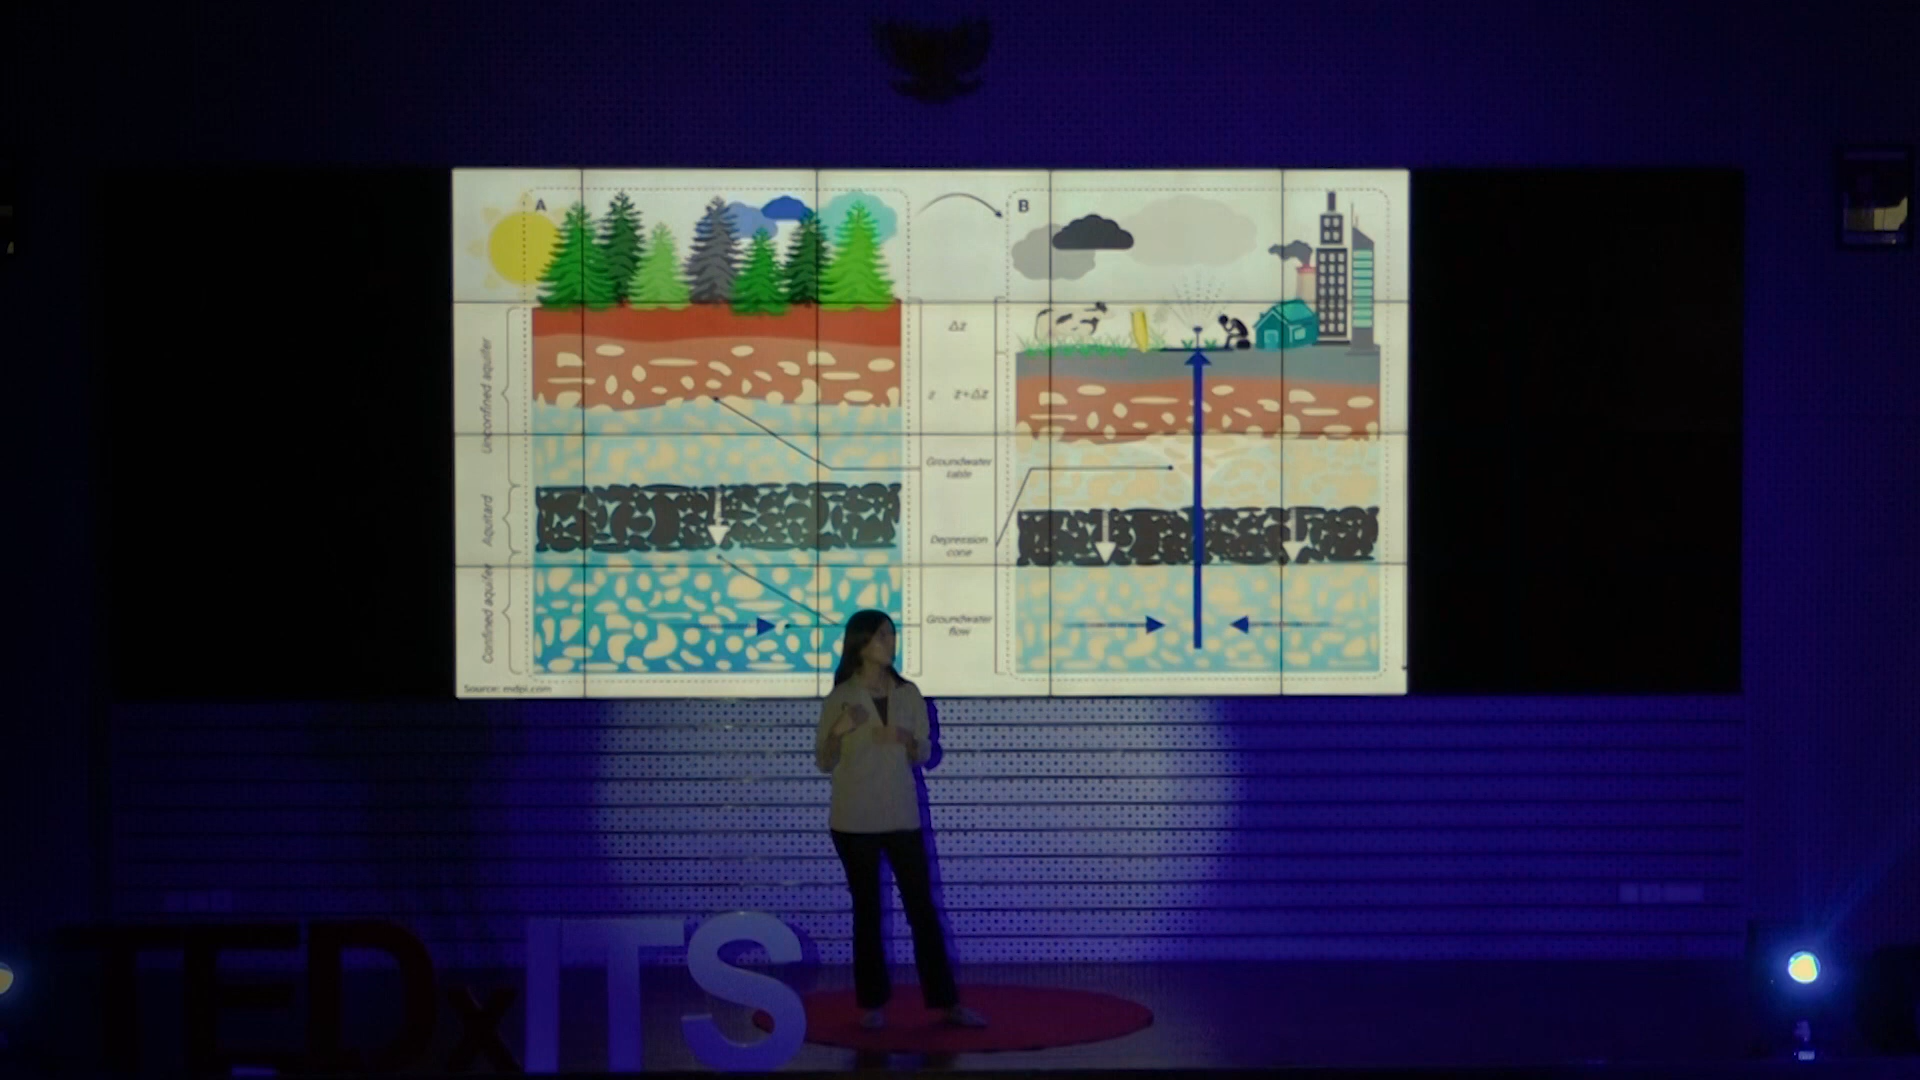 A
B
Unconfined aquifer
Aquitard
Confined aquifer
Δz
z z+Δz
Groundwater
table
Depression
cone
Groundwater
flow
Source: mdpi.com
TEDxITS